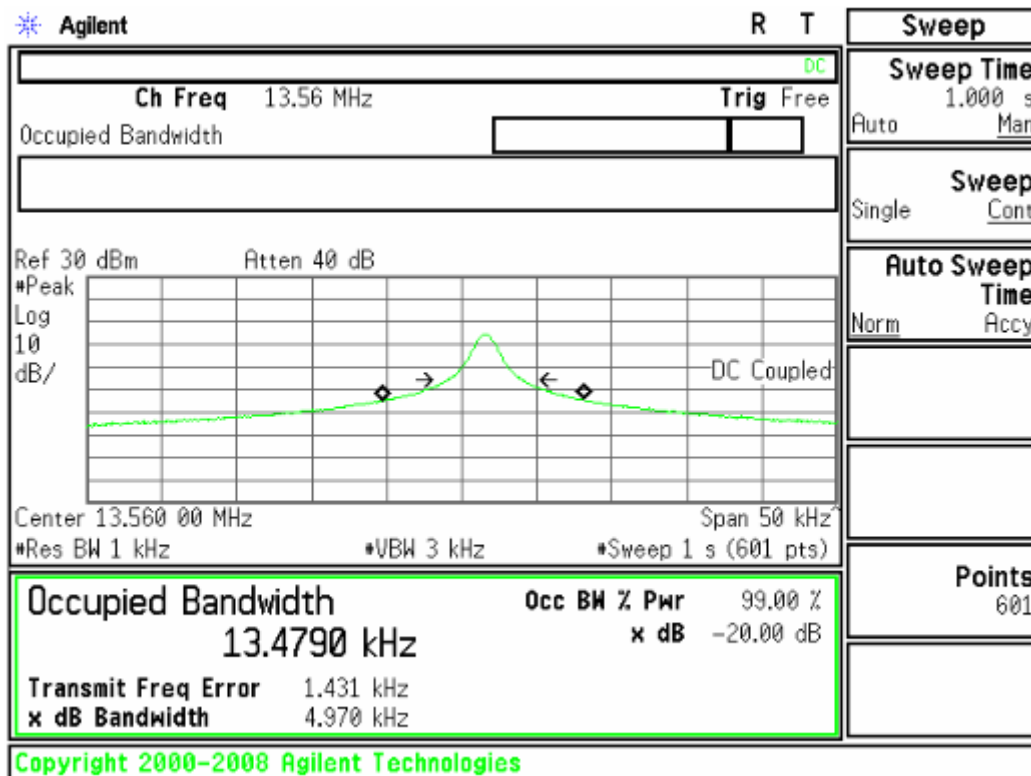 Agilent R T
DC
Ch Freq 13.56 MHz Trig Free
Occupied Bandwidth
Ref 30 dBm Atten 40 dB
#Peak
Log
10
dB/
DC Coupled
Center 13.560 00 MHz Span 50 kHz^
#Res BW 1 kHz #VBW 3 kHz #Sweep 1 s (601 pts)
Occupied Bandwidth
13.4790 kHz
Occ BW % Pwr 99.00 %
x dB -20.00 dB
Transmit Freq Error 1.431 kHz
x dB Bandwidth 4.970 kHz
Copyright 2000-2008 Agilent Technologies
Sweep
Sweep Time
1.000 s
Auto Man
Sweep
Single Cont
Auto Sweep
Time
Norm Accy
Points
601